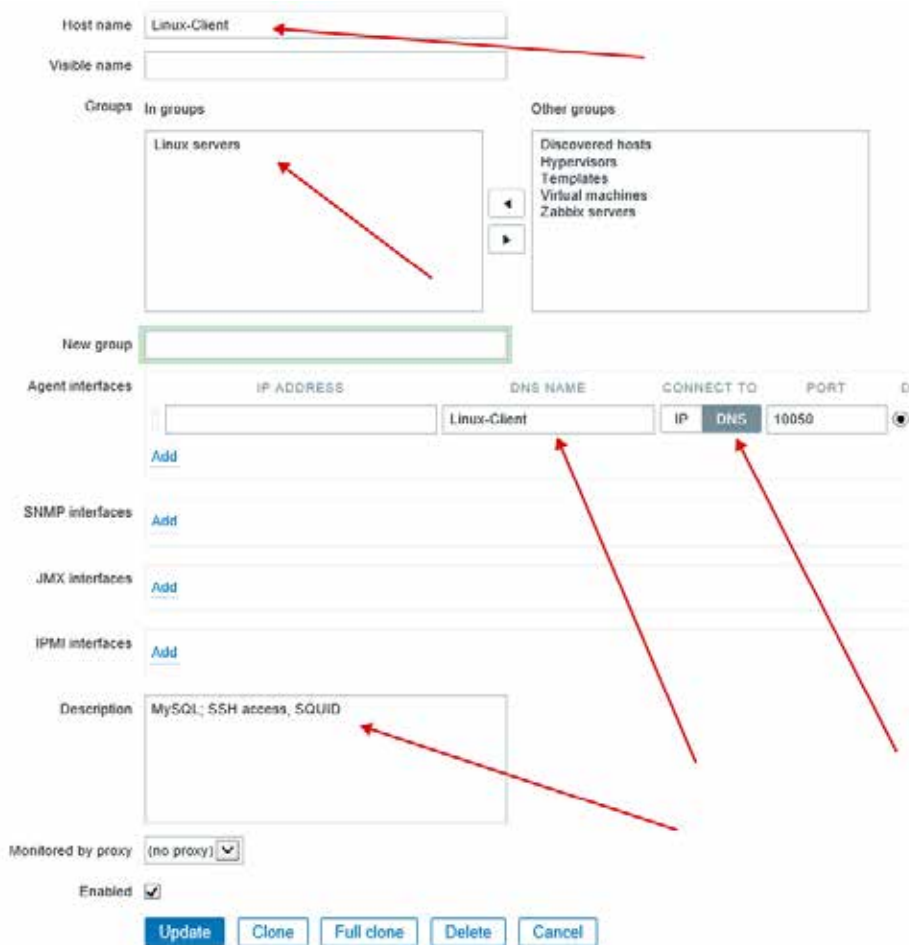 Host name Linux-Client
Visible name
Groups In groups Other groups
Linux servers
Discovered hosts
Hypervisors
Templates
Virtual machines
Zabbix servers
New group
Agent interfaces IP ADDRESS DNS NAME CONNECT TO PORT D
Linux-Client IP DNS 10050
Add
SNMP interfaces Add
JMX interfaces Add
IPMI interfaces Add
Description MySQL; SSH access, SQUID
Monitored by proxy (no proxy)
Enabled
Update Clone Full clone Delete Cancel